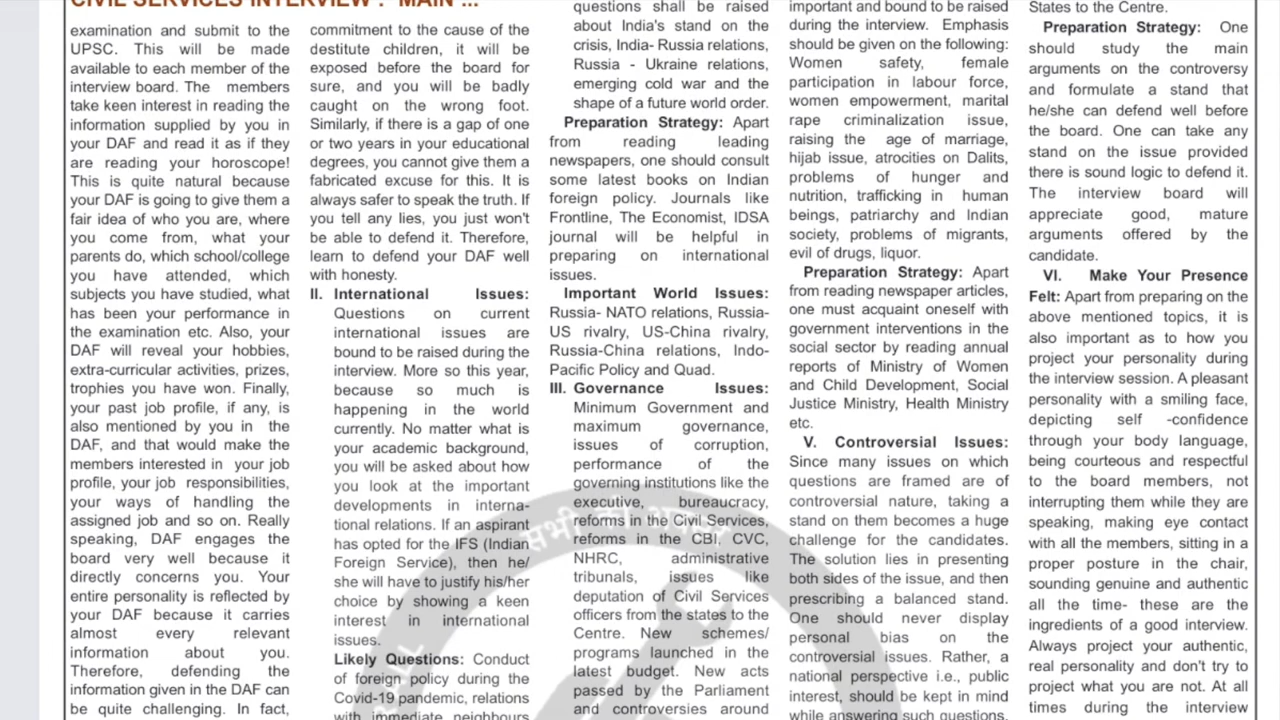 CIVIL SERVICES INTERVIEW : MAIN ...
examination and submit to the
UPSC. This will be made
available to each member of the
interview board. The members
take keen interest in reading the
information supplied by you in
your DAF and read it as if they
are reading your horoscope!
This is quite natural because
your DAF is going to give them a
fair idea of who you are, where
you come from, what your
parents do, which school/college
you have attended, which
subjects you have studied, what
has been your performance in
the examination etc. Also, your
DAF will reveal your hobbies,
extra-curricular activities, prizes,
trophies you have won. Finally,
your past job profile, if any, is
also mentioned by you in the
DAF, and that would make the
members interested in your job
profile, your job responsibilities,
your ways of handling the
assigned job and so on. Really
speaking, DAF engages the
board very well because it
directly concerns you. Your
entire personality is reflected by
your DAF because it carries
almost every relevant
information about you.
Therefore, defending the
information given in the DAF can
be quite challenging. In fact,
commitment to the cause of the
destitute children, it will be
exposed before the board for
sure, and you will be badly
caught on the wrong foot.
Similarly, if there is a gap of one
or two years in your educational
degrees, you cannot give them a
fabricated excuse for this. It is
always safer to speak the truth. If
you tell any lies, you just won't
be able to defend it. Therefore,
learn to defend your DAF well
with honesty.
II. International Issues:
Questions on current
international issues are
bound to be raised during the
interview. More so this year,
because so much is
happening in the world
currently. No matter what is
your academic background,
you will be asked about how
you look at the important
developments in interna-
tional relations. If an aspirant
has opted for the IFS (Indian
Foreign Service), then he/
she will have to justify his/her
choice by showing a keen
interest in international
issues.
Likely Questions: Conduct
of foreign policy during the
Covid-19 pandemic, relations
with immediate neighbours
questions shall be raised
about India's stand on the
crisis, India- Russia relations,
Russia - Ukraine relations,
emerging cold war and the
shape of a future world order.
Preparation Strategy: Apart
from reading leading
newspapers, one should consult
some latest books on Indian
foreign policy. Journals like
Frontline, The Economist, IDSA
journal will be helpful in
preparing on international
issues.
Important World Issues:
Russia- NATO relations, Russia-
US rivalry, US-China rivalry,
Russia-China relations, Indo-
Pacific Policy and Quad.
III. Governance Issues:
Minimum Government and
maximum governance,
issues of corruption,
performance of the
governing institutions like the
executive, bureaucracy,
reforms in the Civil Services,
reforms in the CBI, CVC,
NHRC, administrative
tribunals, issues like
deputation of Civil Services
officers from the states to the
Centre. New schemes/
programs launched in the
latest budget. New acts
passed by the Parliament
and controversies around
important and bound to be raised
during the interview. Emphasis
should be given on the following:
Women safety, female
participation in labour force,
women empowerment, marital
rape criminalization issue,
raising the age of marriage,
hijab issue, atrocities on Dalits,
problems of hunger and
nutrition, trafficking in human
beings, patriarchy and Indian
society, problems of migrants,
evil of drugs, liquor.
Preparation Strategy: Apart
from reading newspaper articles,
one must acquaint oneself with
government interventions in the
social sector by reading annual
reports of Ministry of Women
and Child Development, Social
Justice Ministry, Health Ministry
etc.
V. Controversial Issues:
Since many issues on which
questions are framed are of
controversial nature, taking a
stand on them becomes a huge
challenge for the candidates.
The solution lies in presenting
both sides of the issue, and then
prescribing a balanced stand.
One should never display
personal bias on the
controversial issues. Rather, a
national perspective i.e., public
interest, should be kept in mind
while answering such questions.
States to the Centre.
Preparation Strategy: One
should study the main
arguments on the controversy
and formulate a stand that
he/she can defend well before
the board. One can take any
stand on the issue provided
there is sound logic to defend it.
The interview board will
appreciate good, mature
arguments offered by the
candidate.
VI. Make Your Presence
Felt: Apart from preparing on the
above mentioned topics, it is
also important as to how you
project your personality during
the interview session. A pleasant
personality with a smiling face,
depicting self -confidence
through your body language,
being courteous and respectful
to the board members, not
interrupting them while they are
speaking, making eye contact
with all the members, sitting in a
proper posture in the chair,
sounding genuine and authentic
all the time- these are the
ingredients of a good interview.
Always project your authentic,
real personality and don't try to
project what you are not. At all
times during the interview